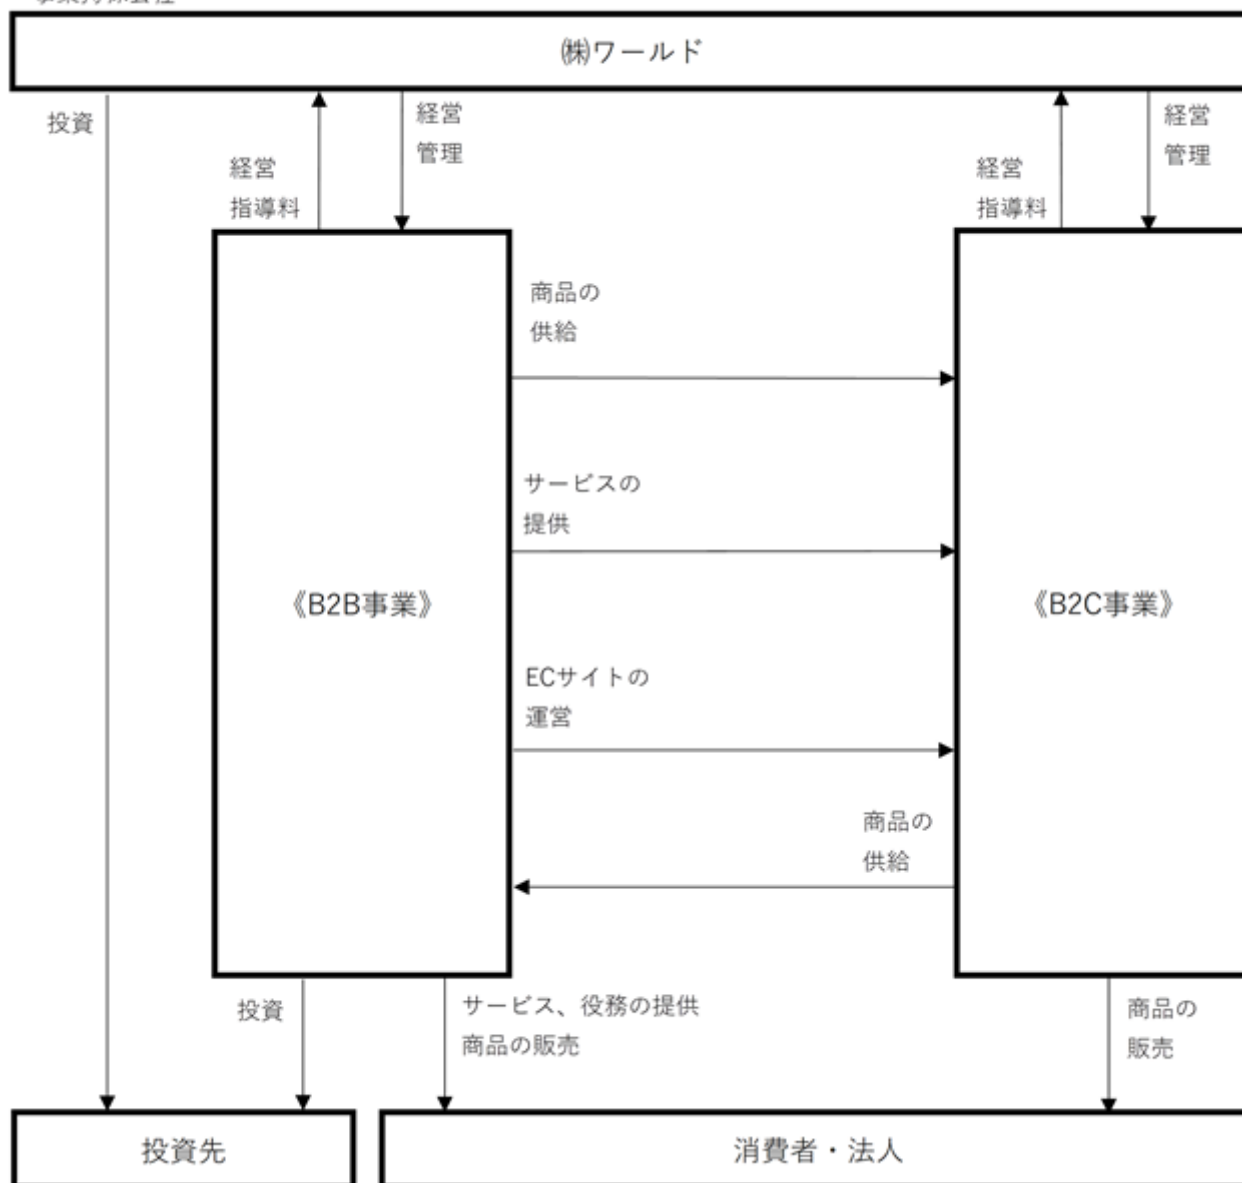 ㈱ワールド
投資
経営
指導料
経営
管理
経営
指導料
経営
管理
商品の
供給
サービスの
提供
《B2B事業》
《B2C事業》
ECサイトの
運営
商品の
供給
投資
サービス、役務の提供
商品の販売
商品の
販売
投資先
消費者・法人